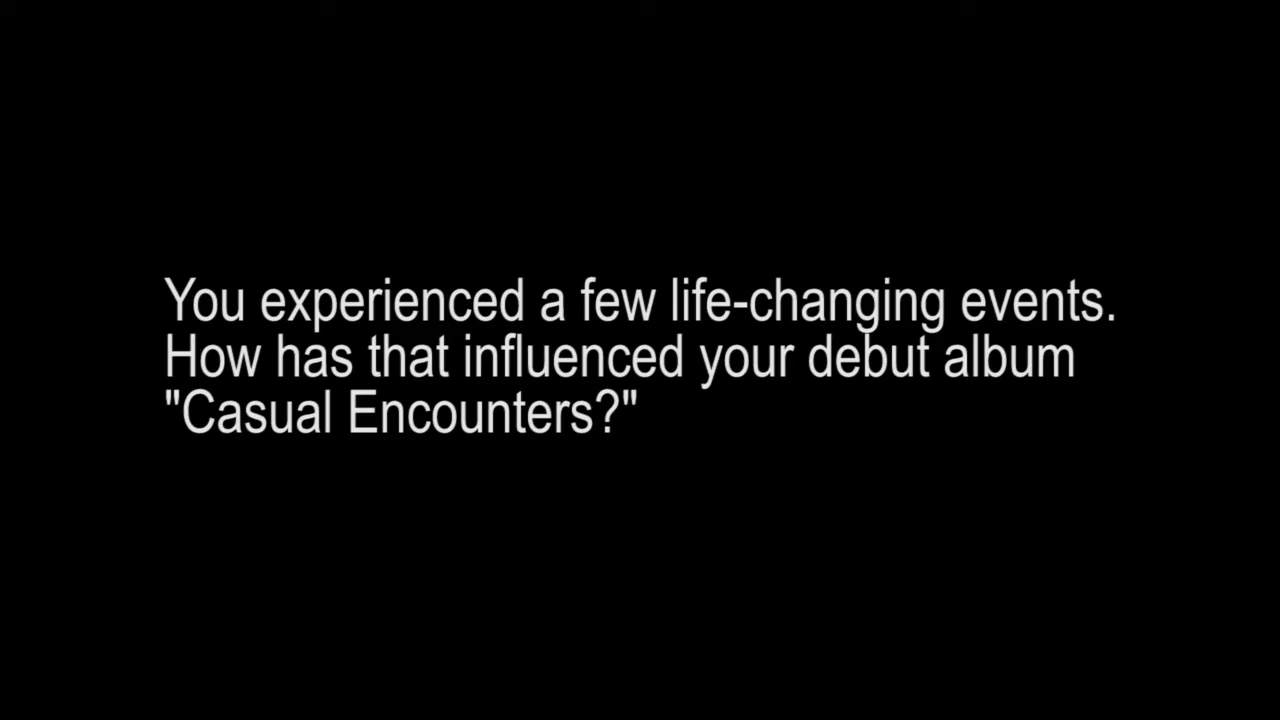 You experienced a few life-changing events.
How has that influenced your debut album
"Casual Encounters?"